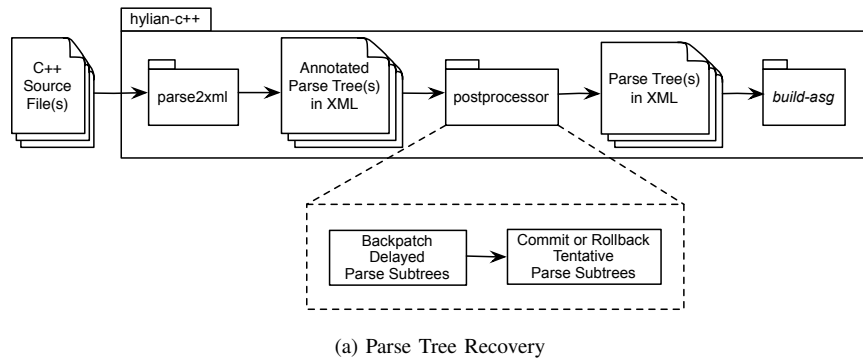 hylian-c++
C++
Source
File(s)
parse2xml
Annotated
Parse Tree(s)
in XML
postprocessor
Parse Tree(s)
in XML
build-asg
Backpatch
Delayed
Parse Subtrees
Commit or Rollback
Tentative
Parse Subtrees
(a) Parse Tree Recovery